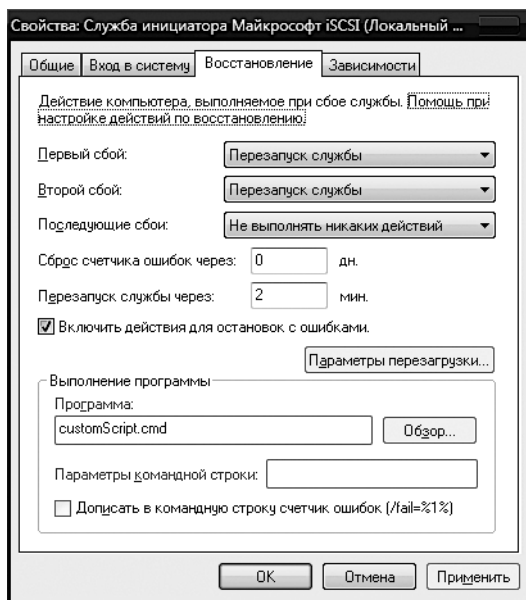 Свойства: Служба инициатора Майкрософт iSCSI (Локальный ...
Общие Вход в систему Восстановление Зависимости
Действие компьютера, выполняемое при сбое службы. Помощь при
настройке действий по восстановлению.
Первый сбой: Перезапуск службы
Второй сбой: Перезапуск службы
Последующие сбои: Не выполнять никаких действий
Сброс счетчика ошибок через: 0 дн.
Перезапуск службы через: 2 мин.
Включить действия для остановок с ошибками.
Параметры перезагрузки...
Выполнение программы
Программа:
customScript.cmd Обзор...
Параметры командной строки:
Дописать в командную строку счетчик ошибок (/fail=%1%)
OK Отмена Применить